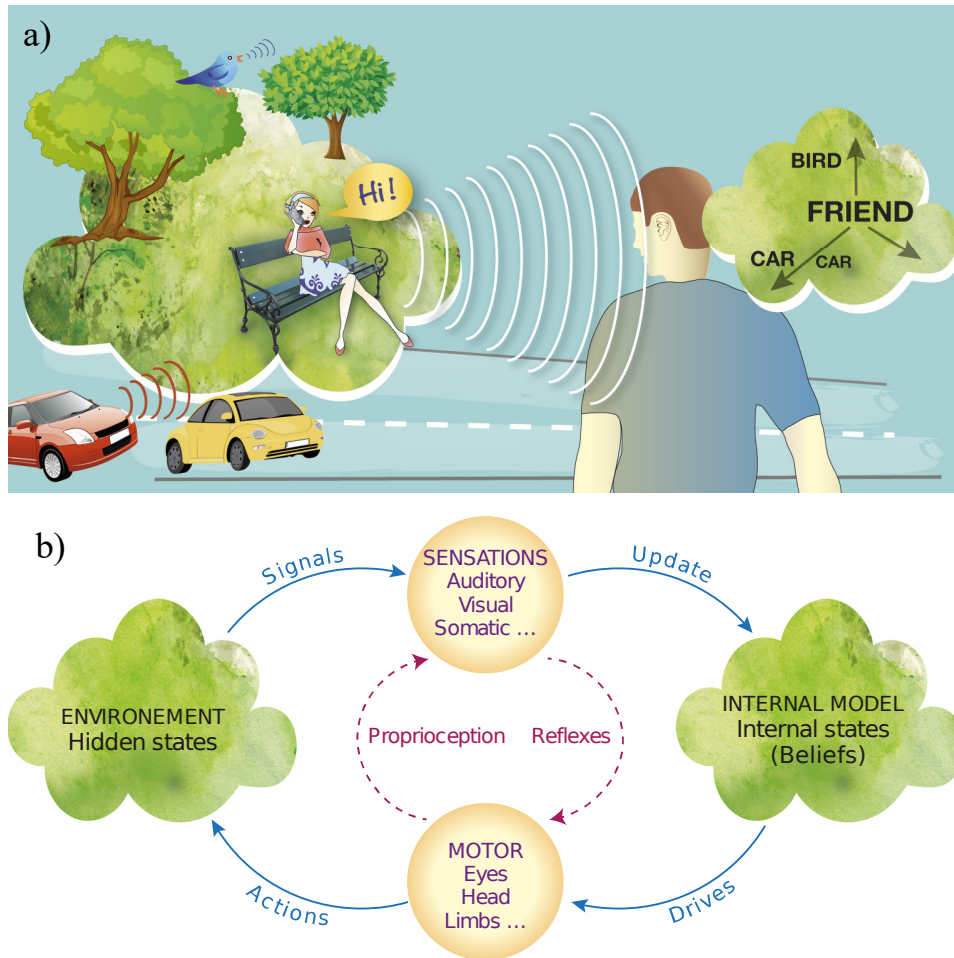 a)
Hi!
BIRD
FRIEND
CAR
CAR
b)
Signals
SENSATIONS
Auditory
Visual
Somatic ...
Update
ENVIRONEMENT
Hidden states
Proprioception
Reflexes
INTERNAL MODEL
Internal states
(Beliefs)
MOTOR
Eyes
Head
Limbs ...
Actions
Drives